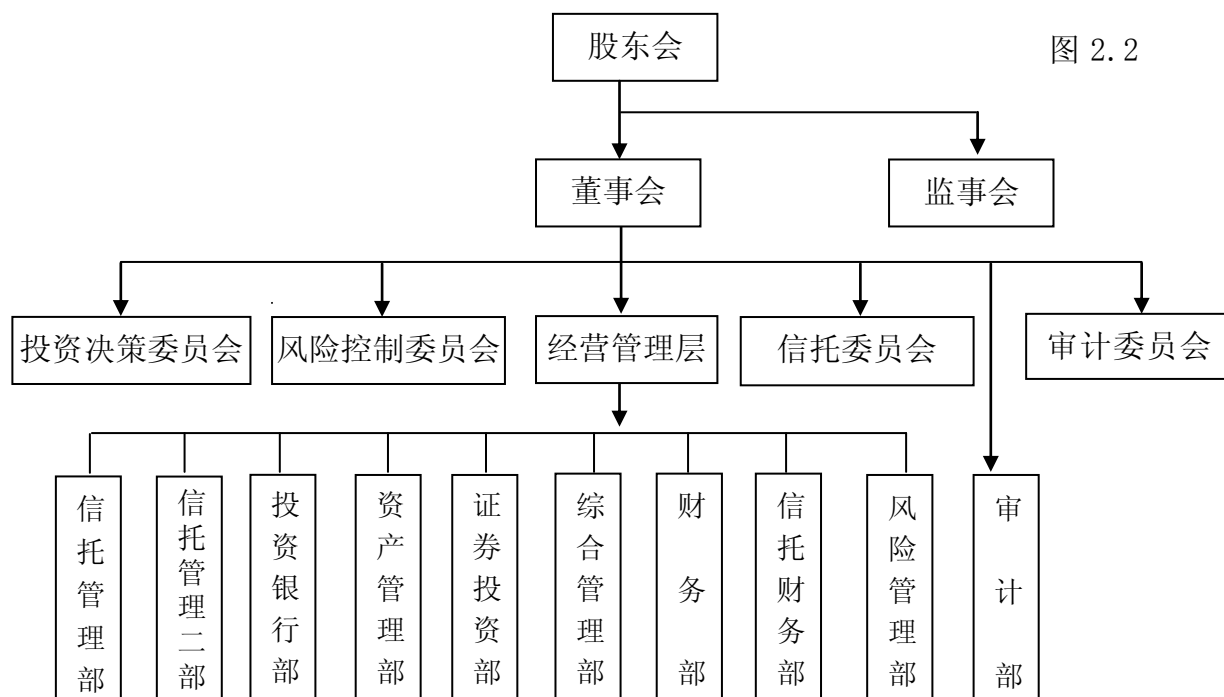 股东会
图 2.2
董事会
监事会
投资决策委员会
风险控制委员会
经营管理层
信托委员会
审计委员会
信托管理部
信托管理二部
投资银行部
资产管理部
证券投资部
综合管理部
财务部
信托财务部
风险管理部
审计部